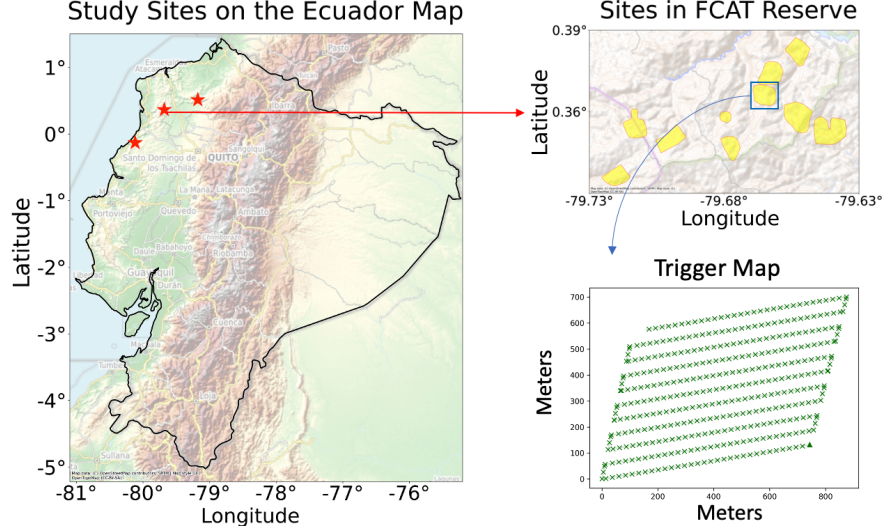 Study Sites on the Ecuador Map
Latitude
1°
0°
-1°
-2°
-3°
-4°
-5°
Pasto
Ibarra
QUITO
Sangolquí
Santo Domingo de
los Tsáchilas
La Maná
Latacunga
Manta
Portoviejo
Quevedo
Ambato
Daule
Babahoyo
Riobamba
Guayaquil
Durán
Machala
Cuenca
Tumbes
Loja
Sullana
-81°
-80°
-79°
-78°
-77°
-76°
Longitude
Sites in FCAT Reserve
Latitude
0.39°
0.36°
-79.73
-79.68
-79.63
Longitude
Trigger Map
Meters
700
600
500
400
300
200
100
0
0
200
400
600
800
Meters